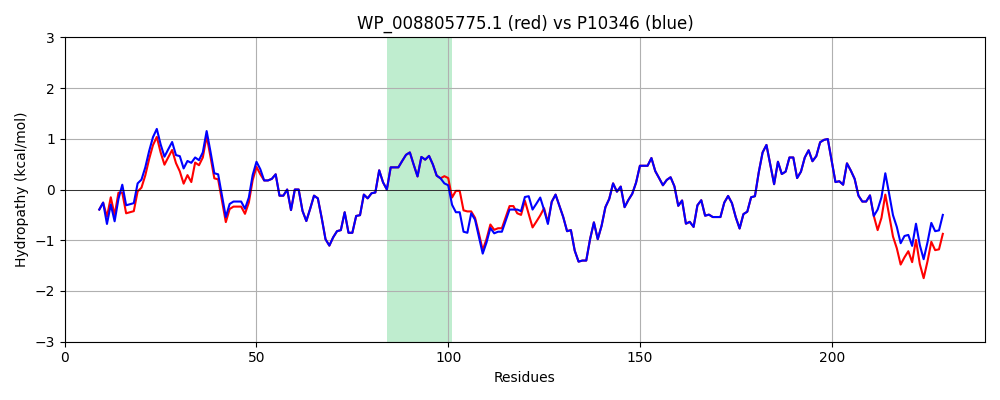 WP_008805775.1 (red) vs P10346 (blue)
Hydropathy (kcal/mol)
3
2
1
0
−1
−2
−3
0 50 100 150 200
Residues